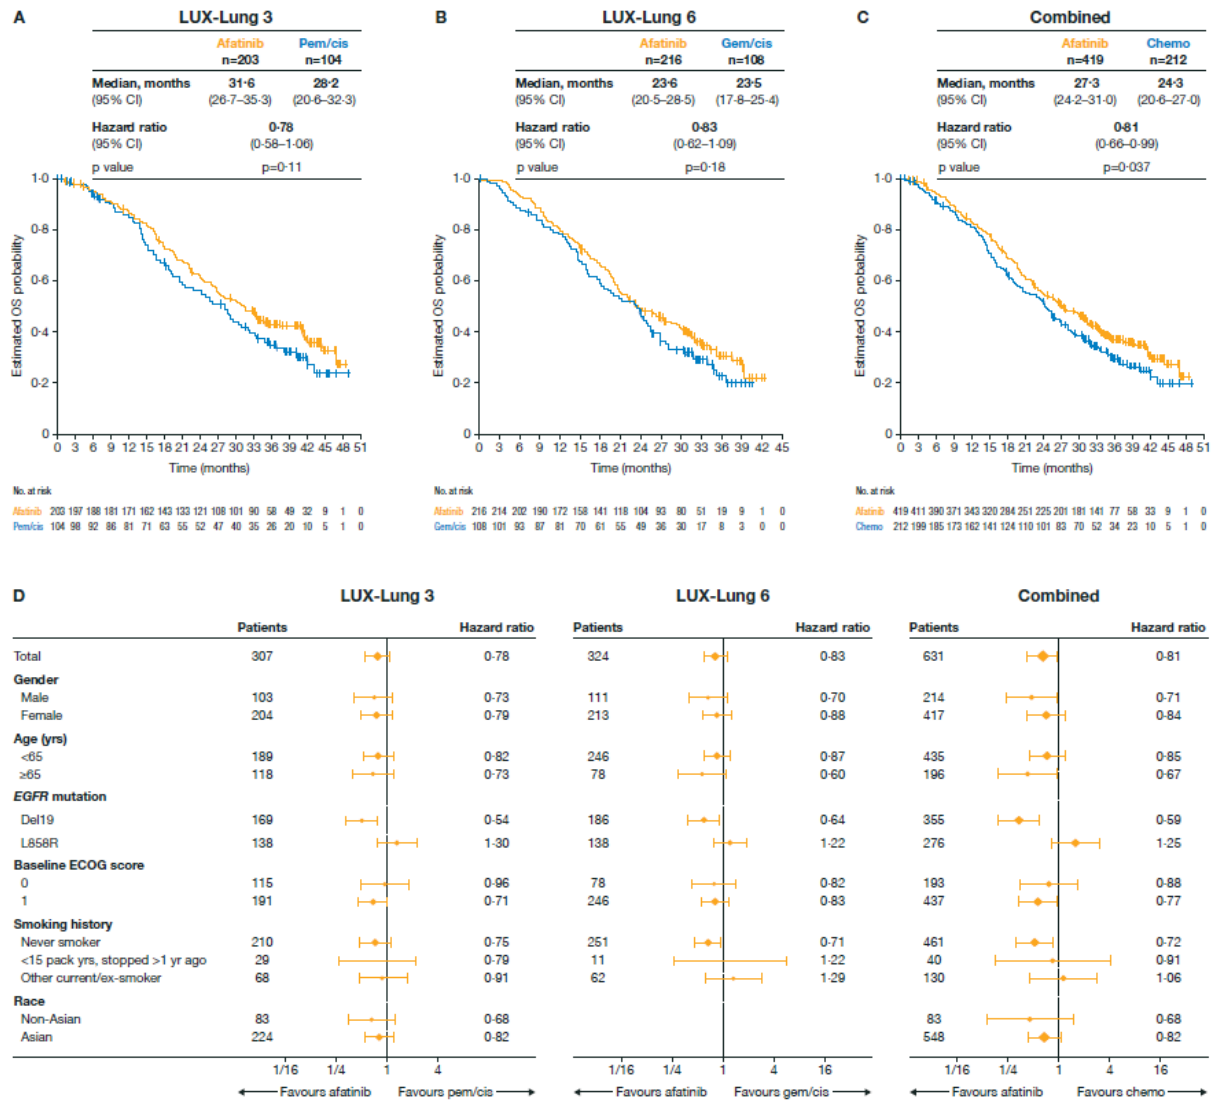 A LUX-Lung 3
Afatinib Pem/cis
n=203 n=104
Median, months 31·6 28·2
(95% CI) (26·7–35·3) (20·6–32·3)
Hazard ratio 0·78
(95% CI) (0·58–1·06)
p value p=0·11
1·0
0·8
0·6
0·4
0·2
0
Estimated OS probability
0 3 6 9 12 15 18 21 24 27 30 33 36 39 42 45 48 51
Time (months)
No. at risk
Afatinib 203 197 188 181 171 162 143 133 121 108 101 90 58 49 32 9 1 0
Pem/cis 104 98 92 86 81 71 63 55 52 47 40 35 26 20 10 5 1 0
B LUX-Lung 6
Afatinib Gem/cis
n=216 n=108
Median, months 23·6 23·5
(95% CI) (20·5–28·5) (17·8–25·4)
Hazard ratio 0·83
(95% CI) (0·62–1·09)
p value p=0·18
1·0
0·8
0·6
0·4
0·2
0
Estimated OS probability
0 3 6 9 12 15 18 21 24 27 30 33 36 39 42 45
Time (months)
No. at risk
Afatinib 216 214 202 190 172 158 141 118 104 93 80 51 19 9 1 0
Gem/cis 108 101 93 87 81 70 61 55 49 36 30 17 8 3 0 0
C Combined
Afatinib Chemo
n=419 n=212
Median, months 27·3 24·3
(95% CI) (24·2–31·0) (20·6–27·0)
Hazard ratio 0·81
(95% CI) (0·66–0·99)
p value p=0·037
1·0
0·8
0·6
0·4
0·2
0
Estimated OS probability
0 3 6 9 12 15 18 21 24 27 30 33 36 39 42 45 48 51
Time (months)
No. at risk
Afatinib 419 411 390 371 343 320 284 251 225 201 181 141 77 58 33 9 1 0
Chemo 212 199 185 173 162 141 124 110 101 83 70 52 34 23 10 5 1 0
D LUX-Lung 3 LUX-Lung 6 Combined
Patients Hazard ratio Patients Hazard ratio Patients Hazard ratio
Total 307 0·78 324 0·83 631 0·81
Gender
Male 103 0·73 111 0·70 214 0·71
Female 204 0·79 213 0·88 417 0·84
Age (yrs)
<65 189 0·82 246 0·87 435 0·85
≥65 118 0·73 78 0·60 196 0·67
EGFR mutation
Del19 169 0·54 186 0·64 355 0·59
L858R 138 1·30 138 1·22 276 1·25
Baseline ECOG score
0 115 0·96 78 0·82 193 0·88
1 191 0·71 246 0·83 437 0·77
Smoking history
Never smoker 210 0·75 251 0·71 461 0·72
<15 pack yrs, stopped >1 yr ago 29 0·79 11 1·22 40 0·91
Other current/ex-smoker 68 0·91 62 1·29 130 1·06
Race
Non-Asian 83 0·68 83 0·68
Asian 224 0·82 548 0·82
1/16 1/4 1 4 1/16 1/4 1 4 16 1/16 1/4 1 4 16
Favours afatinib Favours pem/cis Favours afatinib Favours gem/cis Favours afatinib Favours chemo